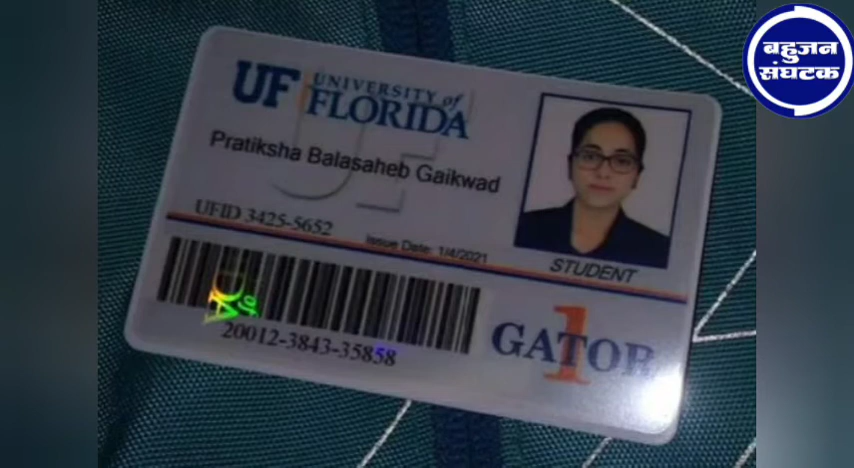 बहुजन
संघटक
UF UNIVERSITY of
FLORIDA
Pratiksha Balasaheb Gaikwad
UFID 3425-5652
Issue Date: 1/4/2021
STUDENT
20012-3843-35858
GATOR 1